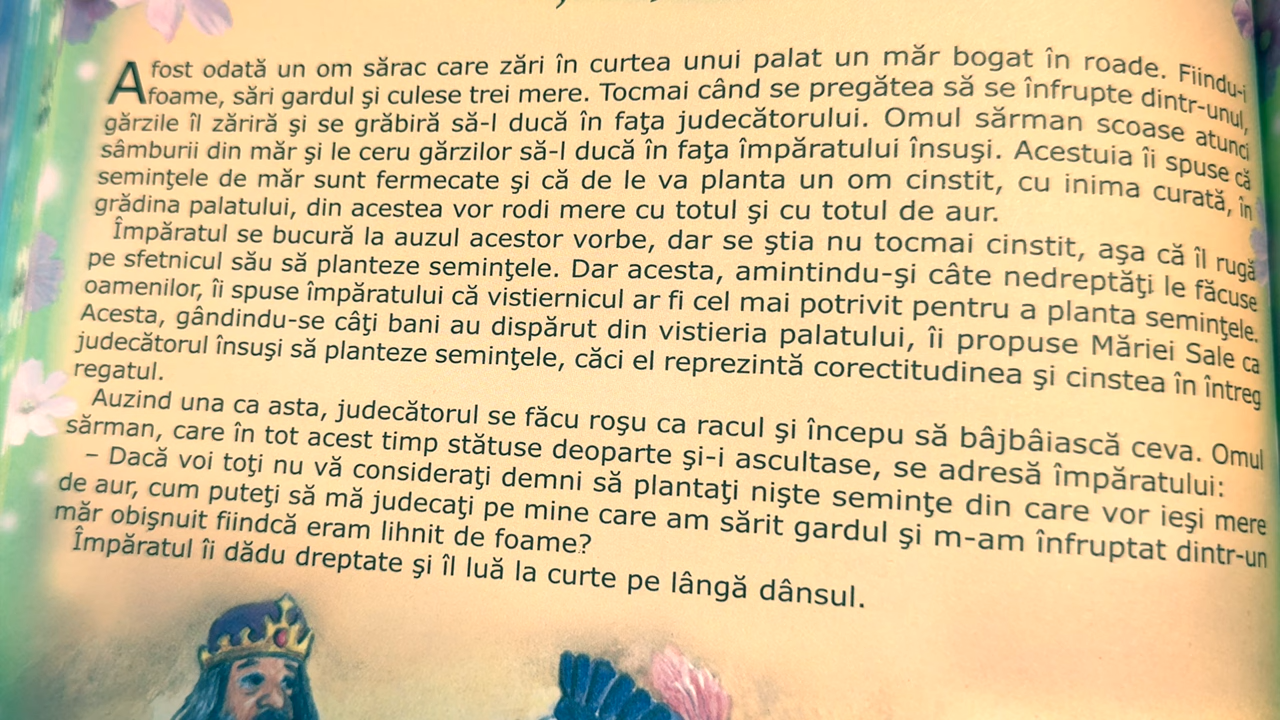 A fost odată un om sărac care zări în curtea unui palat un măr bogat în roade. Fiindu-i
foame, sări gardul şi culese trei mere. Tocmai când se pregătea să se înfrupte dintr-unul,
gărzile îl zăriră şi se grăbiră să-l ducă în faţa judecătorului. Omul sărman scoase atunci
sâmburii din măr şi le ceru gărzilor să-l ducă în faţa împăratului însuşi. Acestuia îi spuse că
seminţele de măr sunt fermecate şi că de le va planta un om cinstit, cu inima curată, în
grădina palatului, din acestea vor rodi mere cu totul şi cu totul de aur.
Împăratul se bucură la auzul acestor vorbe, dar se ştia nu tocmai cinstit, aşa că îl rugă
pe sfetnicul său să planteze seminţele. Dar acesta, amintindu-şi câte nedreptăţi le făcuse
oamenilor, îi spuse împăratului că vistiernicul ar fi cel mai potrivit pentru a planta seminţele.
Acesta, gândindu-se câţi bani au dispărut din vistieria palatului, îi propuse Măriei Sale ca
judecătorul însuşi să planteze seminţele, căci el reprezintă corectitudinea şi cinstea în întreg
regatul.
Auzind una ca asta, judecătorul se făcu roşu ca racul şi începu să bâjbâiască ceva. Omul
sărman, care în tot acest timp stătuse deoparte şi-i ascultase, se adresă împăratului:
– Dacă voi toţi nu vă consideraţi demni să plantaţi nişte seminţe din care vor ieşi mere
de aur, cum puteţi să mă judecaţi pe mine care am sărit gardul şi m-am înfruptat dintr-un
măr obişnuit fiindcă eram lihnit de foame?
Împăratul îi dădu dreptate şi îl luă la curte pe lângă dânsul.